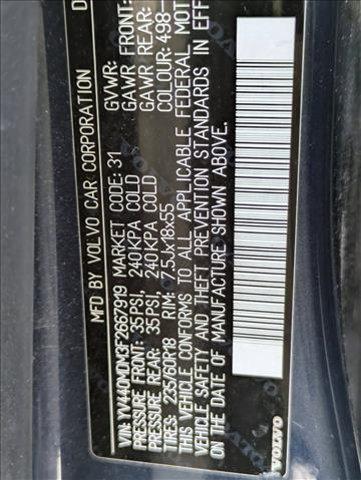 MFD BY VOLVO CAR CORPORATION D
GVWR:
GAWR FRONT:
GAWR REAR:
VIN: YV440MDM3F2667919 MARKET CODE: 31 COLOUR: 498-
PRESSURE FRONT: 35PSI, 240KPA COLD
PRESSURE REAR: 35PSI, 240KPA COLD
TIRES: 235/60R18 RIM: 7.5Jx18x55
THIS VEHICLE CONFORMS TO ALL APPLICABLE FEDERAL MOT
VEHICLE SAFETY AND THEFT PREVENTION STANDARDS IN EFF
ON THE DATE OF MANUFACTURE SHOWN ABOVE.
VOLVO